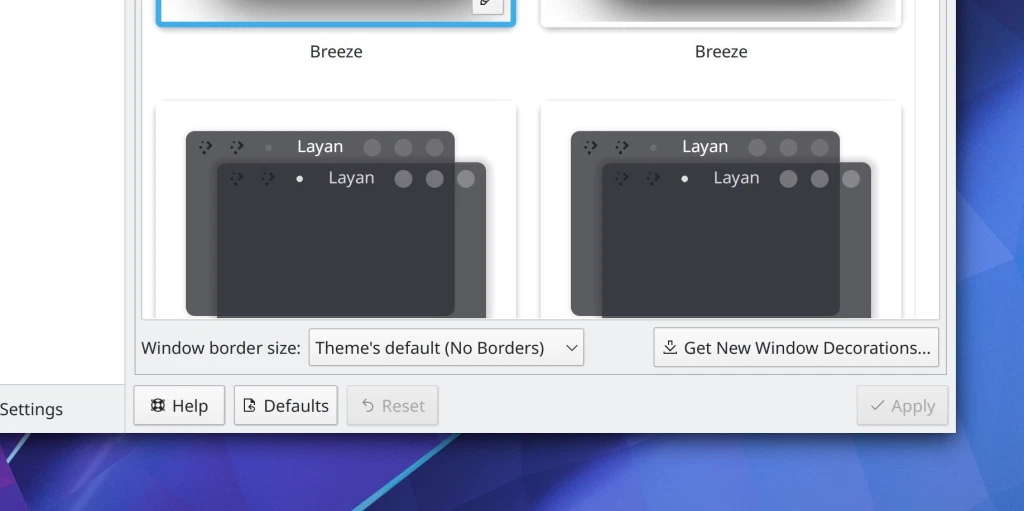 Breeze
Breeze
Layan
Layan
Layan
Layan
Window border size: Theme's default (No Borders)
Get New Window Decorations...
Settings
Help
Defaults
Reset
Apply